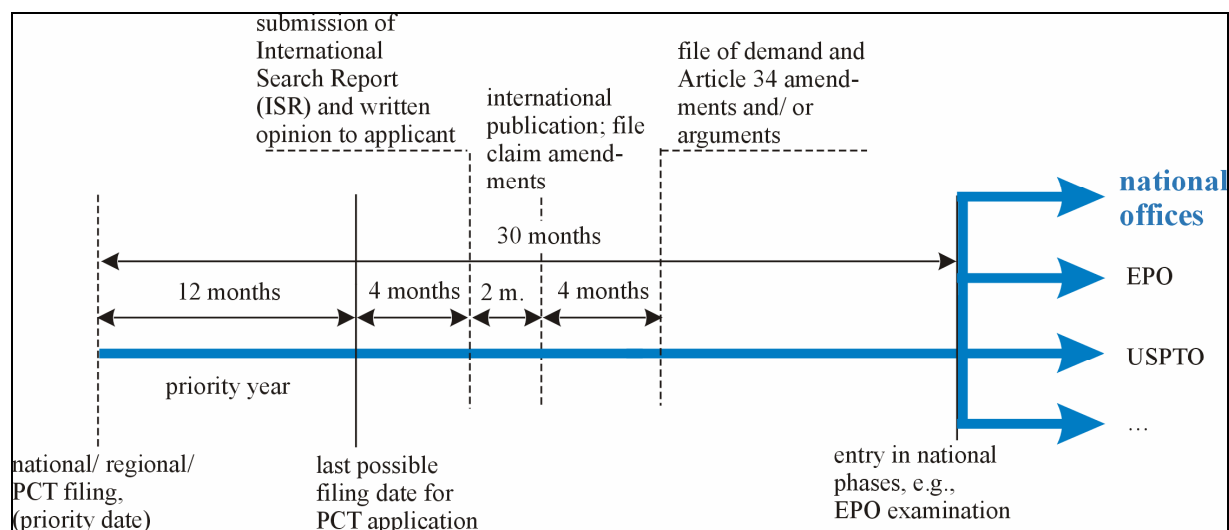 submission of
International
Search Report
(ISR) and written
opinion to applicant
international
publication; file
claim amend-
ments
file of demand and
Article 34 amend-
ments and/ or
arguments
national
offices
30 months
EPO
12 months
4 months
2 m.
4 months
USPTO
priority year
...
national/ regional/
PCT filing,
(priority date)
last possible
filing date for
PCT application
entry in national
phases, e.g.,
EPO examination